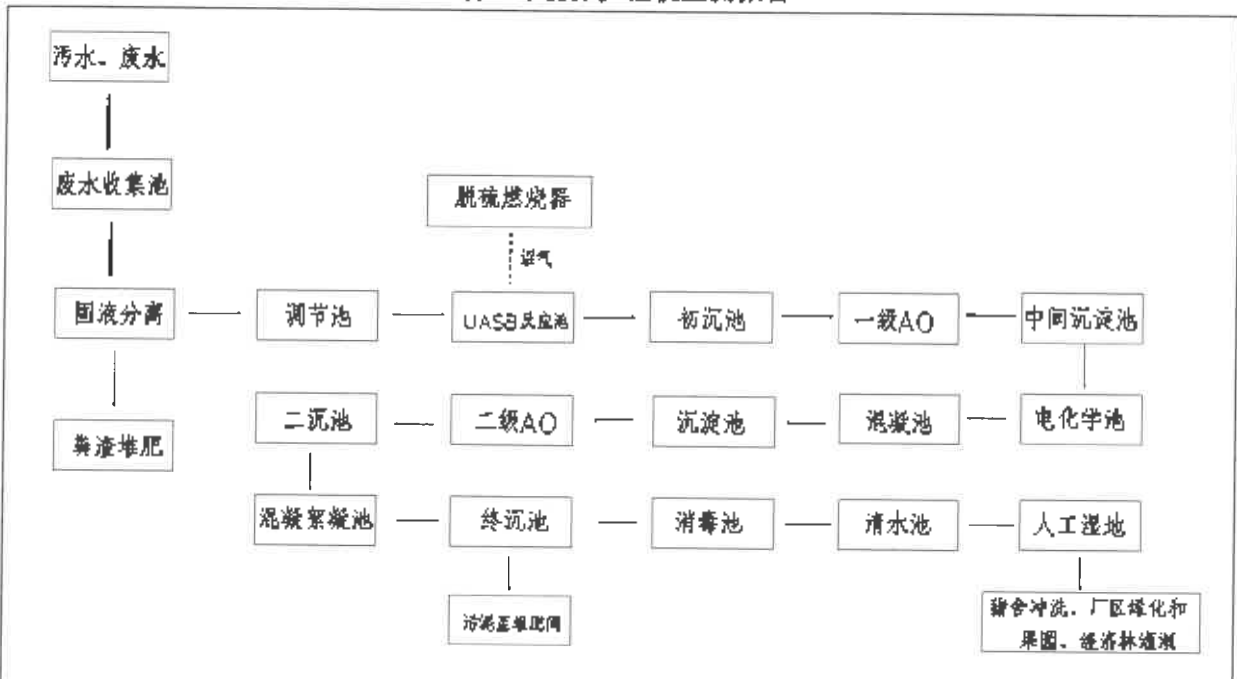 污水、废水
废水收集池
脱硫燃烧器
沼气
固液分离
调节池
UASB反应池
初沉池
一级AO
中间沉淀池
二沉池
二级AO
沉淀池
混凝池
电化学池
粪渣堆肥
混凝絮凝池
终沉池
消毒池
清水池
人工湿地
污泥至堆肥间
猪舍冲洗、厂区绿化和
果园、经济林灌溉